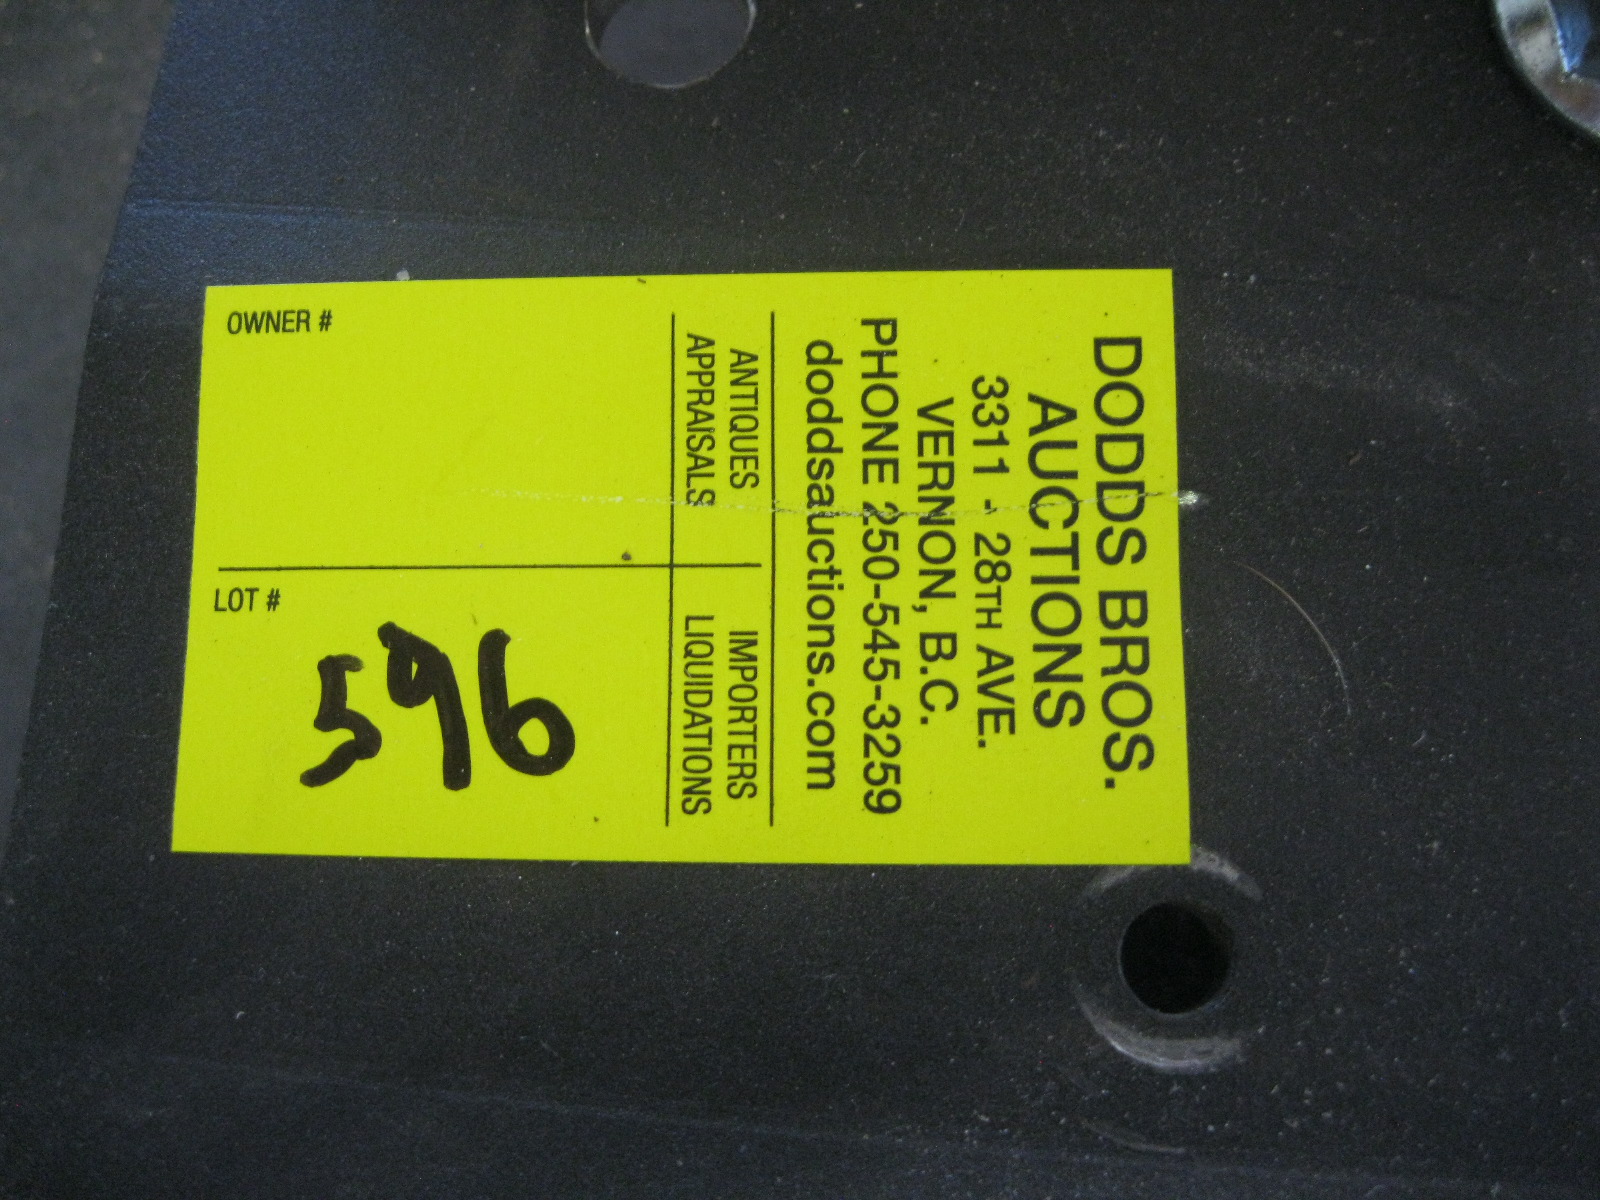 DODDS BROS.
AUCTIONS
3311 - 28TH AVE.
VERNON, B.C.
PHONE 250-545-3259
doddsauctions.com
ANTIQUES IMPORTERS
APPRAISALS LIQUIDATIONS
OWNER #
LOT #
596